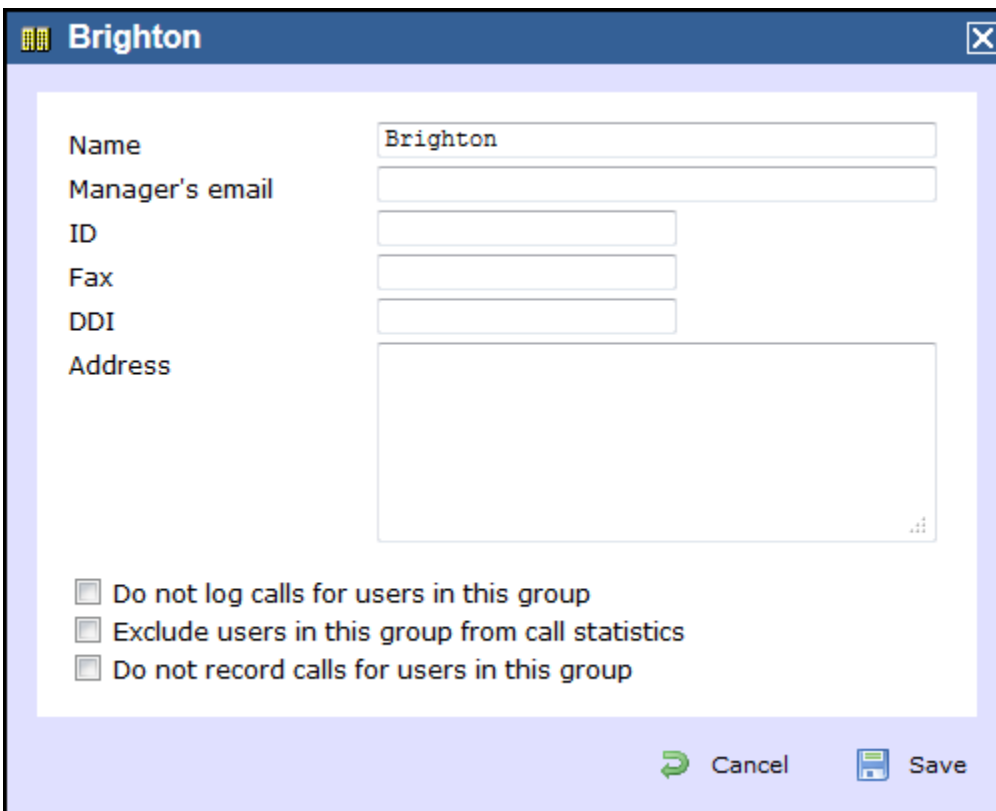 Brighton
Name Brighton
Manager's email
ID
Fax
DDI
Address
Do not log calls for users in this group
Exclude users in this group from call statistics
Do not record calls for users in this group
Cancel Save